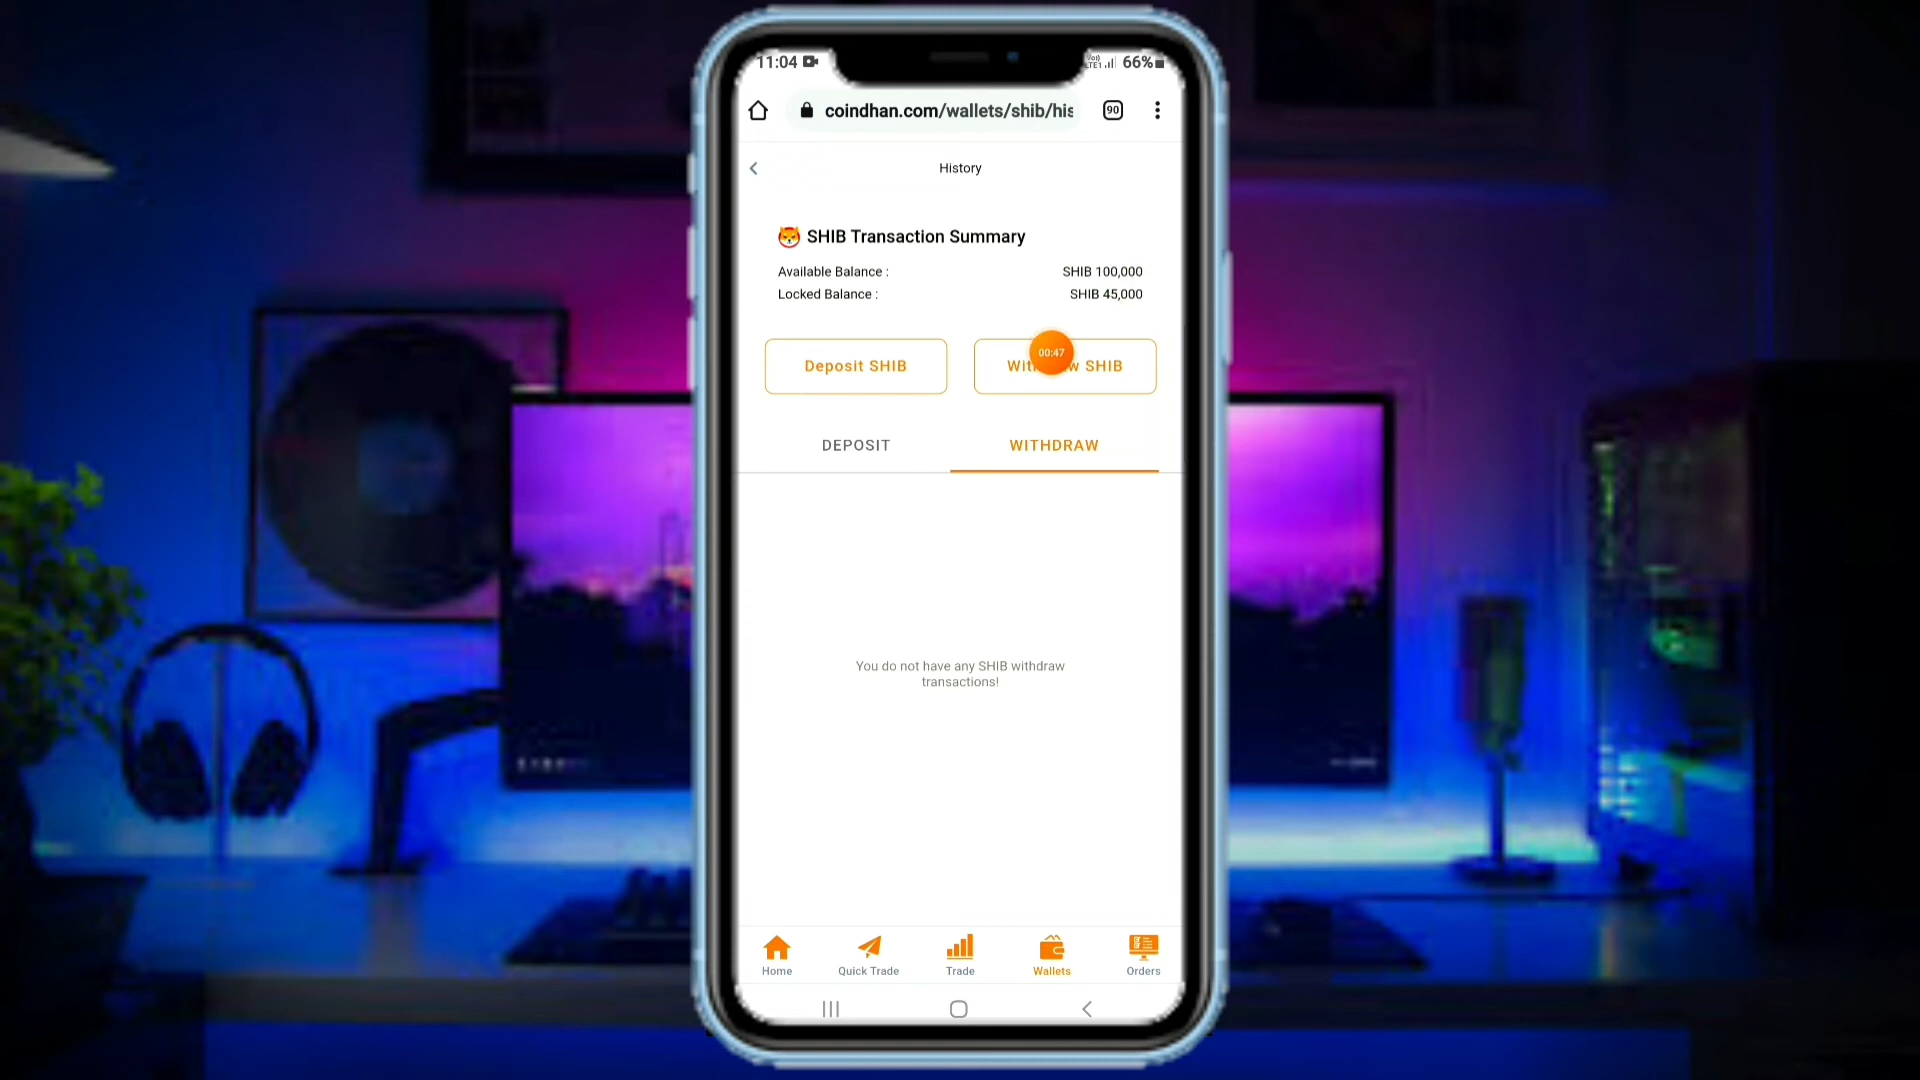 11:04
66%
coindhan.com/wallets/shib/his
90
History
SHIB Transaction Summary
Available Balance :
SHIB 100,000
Locked Balance :
SHIB 45,000
Deposit SHIB
00:47
SHIB
DEPOSIT
WITHDRAW
You do not have any SHIB withdraw
transactions!
Home
Quick Trade
Trade
Wallets
Orders